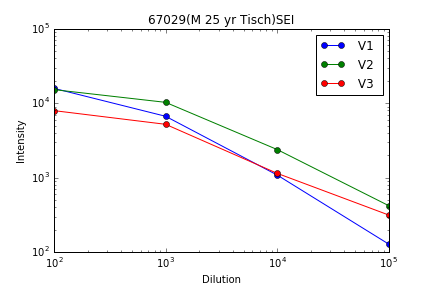 67029(M 25 yr Tisch)SEI
10^5
10^4
10^3
10^2
Intensity
V1
V2
V3
10^2 10^3 10^4 10^5
Dilution